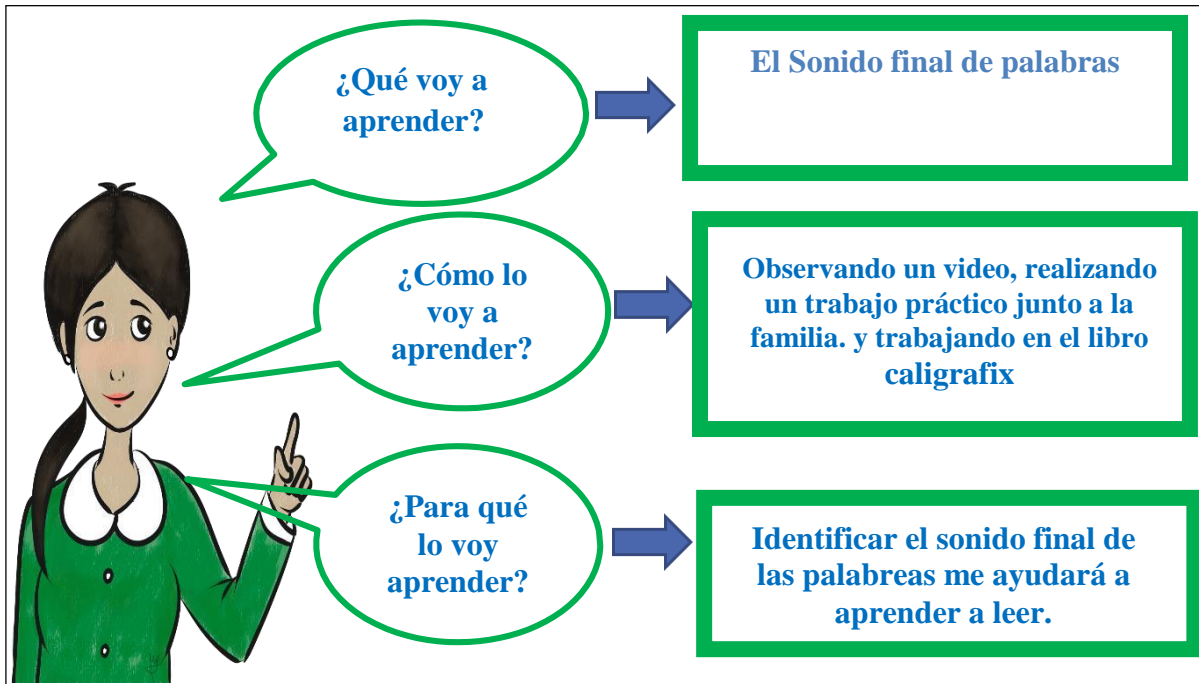 ¿Qué voy a
aprender?
El Sonido final de palabras
¿Cómo lo
voy a
aprender?
Observando un video, realizando
un trabajo práctico junto a la
familia. y trabajando en el libro
caligrafix
¿Para qué
lo voy
aprender?
Identificar el sonido final de
las palabreas me ayudará a
aprender a leer.